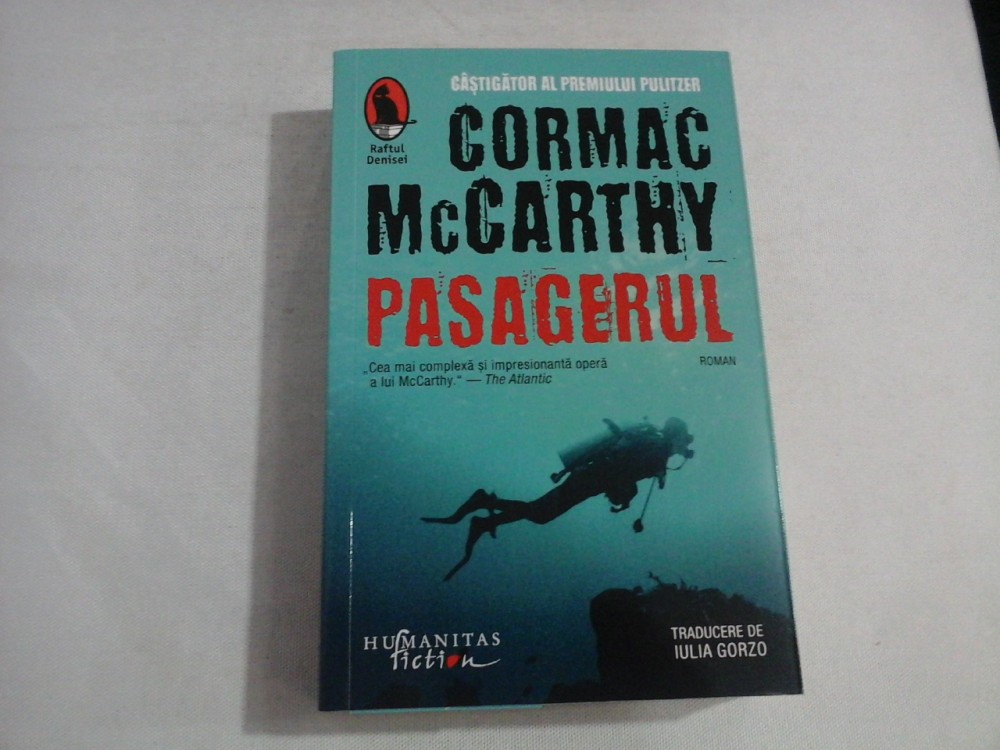 CÂȘTIGĂTOR AL PREMIULUI PULITZER
Raftul
Denisei
CORMAC
McCARTHY
PASAGERUL
„Cea mai complexă și impresionantă operă
a lui McCarthy.“ — The Atlantic
ROMAN
HUMANITAS
fiction
TRADUCERE DE
IULIA GORZO